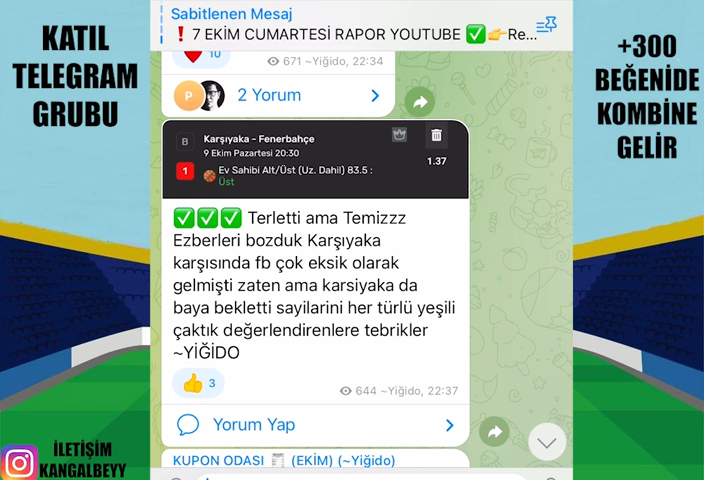 KATIL
TELEGRAM
GRUBU
Sabitlenen Mesaj
❗ 7 EKİM CUMARTESİ RAPOR YOUTUBE ✅👉Re...
❤️ 10
671 ~Yiğido, 22:34
P
2 Yorum
B
Karşıyaka - Fenerbahçe
9 Ekim Pazartesi 20:30
1.37
1
Ev Sahibi Alt/Üst (Uz. Dahil) 83.5 :
Üst
✅✅✅ Terletti ama Temizzz
Ezberleri bozduk Karşıyaka
karşısında fb çok eksik olarak
gelmişti zaten ama karsiyaka da
baya bekletti sayilarini her türlü yeşili
çaktık değerlendirenlere tebrikler
~YİĞİDO
👍 3
644 ~Yiğido, 22:37
Yorum Yap
KUPON ODASI 🧾 (EKİM) (~Yiğido)
+300
BEĞENİDE
KOMBİNE
GELİR
İLETİŞİM
KANGALBEYY